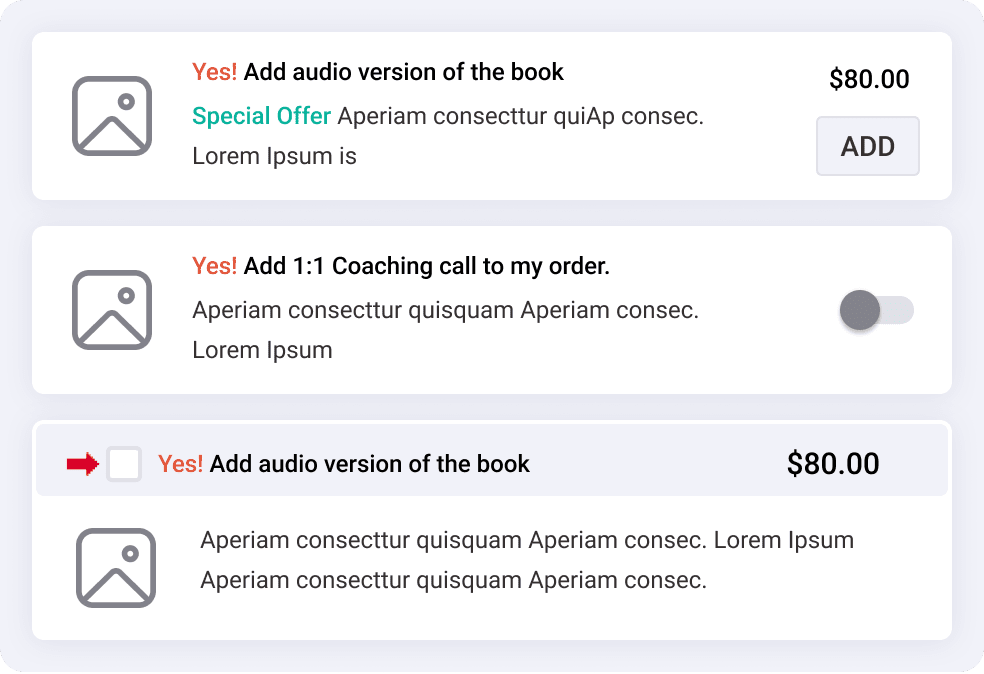 Yes! Add audio version of the book
$80.00
Special Offer Aperiam consecttur quiAp consec.
Lorem Ipsum is
ADD
Yes! Add 1:1 Coaching call to my order.
Aperiam consecttur quisquam Aperiam consec.
Lorem Ipsum
Yes! Add audio version of the book
$80.00
Aperiam consecttur quisquam Aperiam consec. Lorem Ipsum
Aperiam consecttur quisquam Aperiam consec.